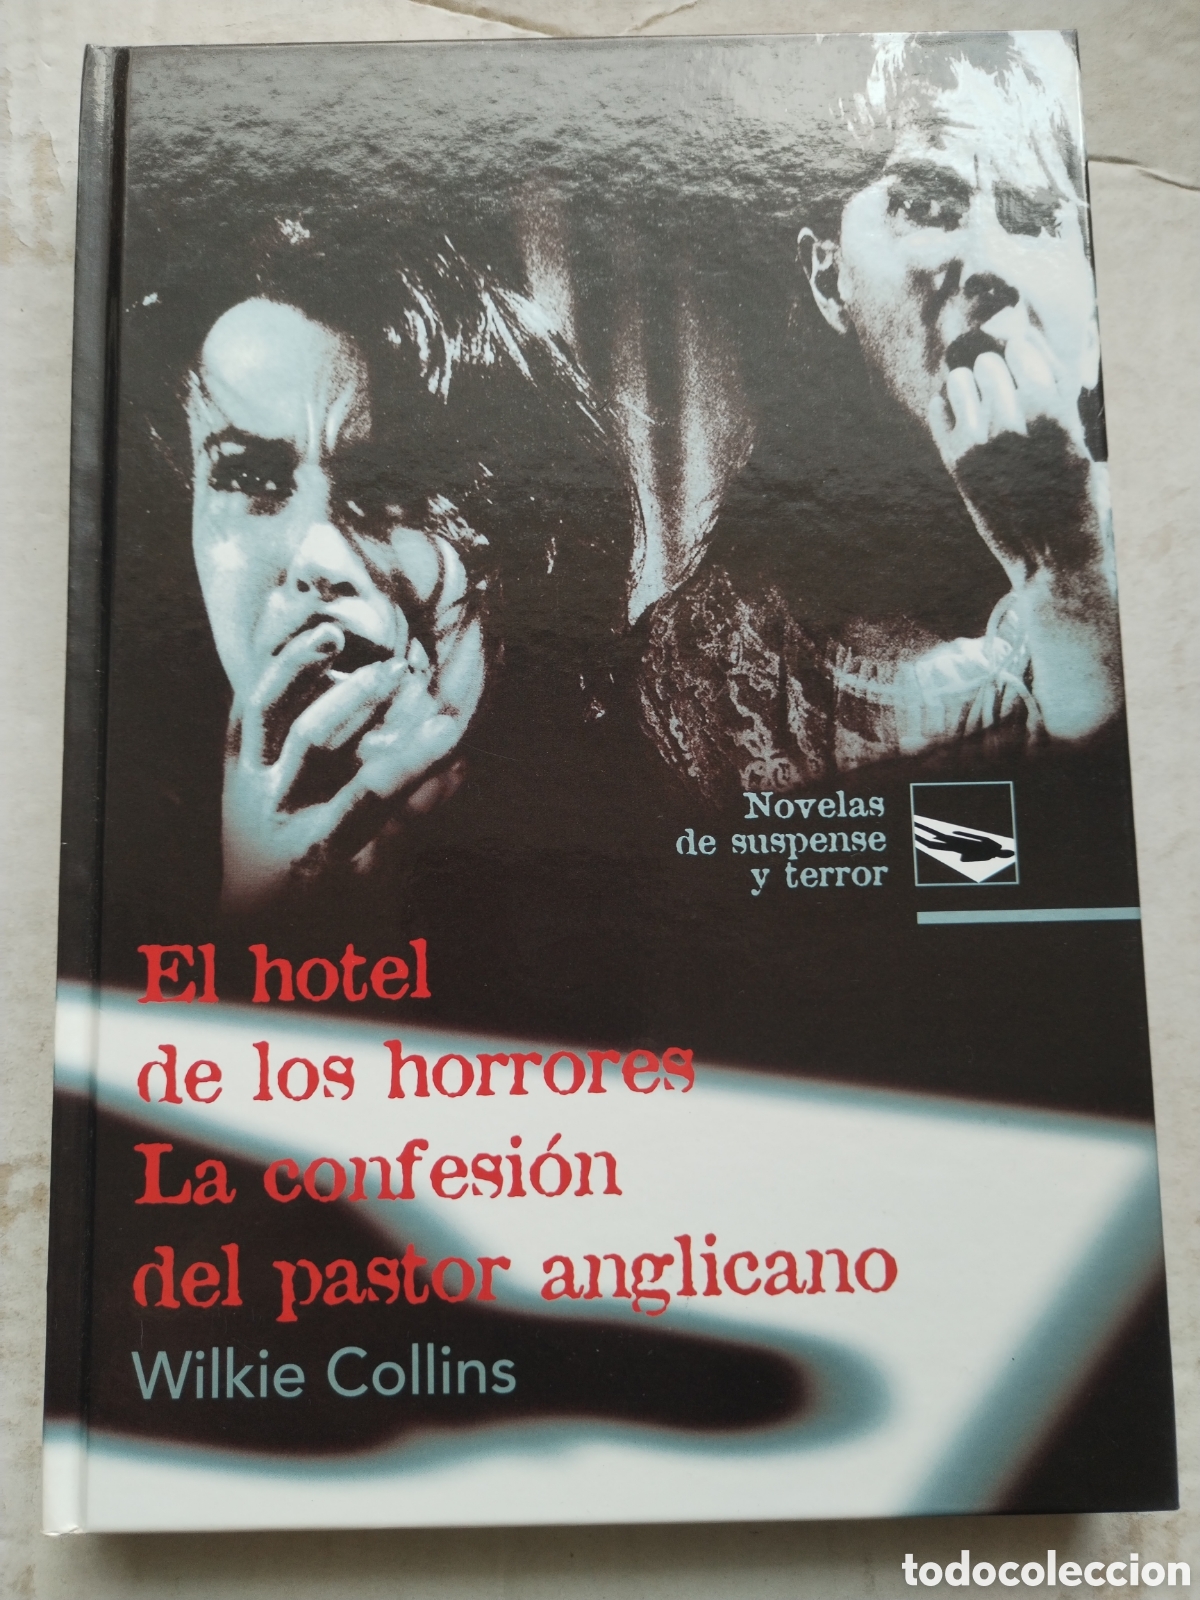 Novelas
de suspense
y terror
El hotel
de los horrores
La confesión
del pastor anglicano
Wilkie Collins
todocoleccion